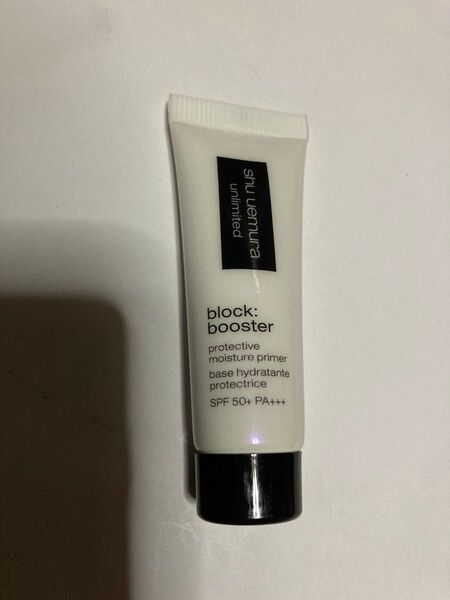 shu uemura
unlimited
block:
booster
protective
moisture primer
base hydratante
protectrice
SPF 50+ PA+++